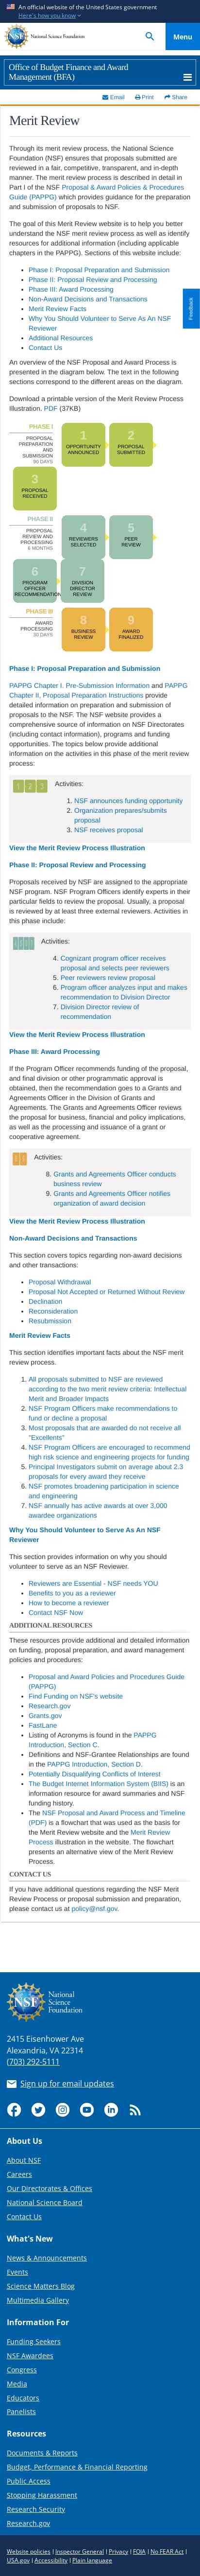 An official website of the United States government
Here's how you know
NSF
National Science Foundation
Menu
Office of Budget Finance and Award
Management (BFA)
Email
Print
Share
Merit Review
Through its merit review process, the National
Science Foundation (NSF) ensures that proposals
submitted are reviewed in a fair, competitive,
transparent, and in-depth manner. The merit
review process is described in detail in
Part I of the NSF Proposal & Award Policies & Procedures
Guide (PAPPG) which provides guidance for the preparation
and submission of proposals to NSF.
The goal of this Merit Review website is to help you better
understand the NSF merit review process as well as identify
resources for additional information (including relevant
chapters within the PAPPG). Sections of this website include:
Phase I: Proposal Preparation and Submission
Phase II: Proposal Review and Processing
Phase III: Award Processing
Non-Award Decisions and Transactions
Merit Review Facts
Why You Should Volunteer to Serve As An NSF
Reviewer
Additional Resources
Contact Us
Feedback
An overview of the NSF Proposal and Award Process is
presented in the below timeline. The text in the following
sections corresponds with each step in the below diagram.
Download a printable version of the Merit Review Process
Illustration. PDF (37KB)
PHASE I
PROPOSAL
PREPARATION
AND
SUBMISSION
90 DAYS
1
OPPORTUNITY
ANNOUNCED
2
PROPOSAL
SUBMITTED
3
PROPOSAL
RECEIVED
PHASE II
PROPOSAL
REVIEW AND
PROCESSING
6 MONTHS
4
REVIEWERS
SELECTED
5
PEER
REVIEW
6
PROGRAM
OFFICER
RECOMMENDATION
7
DIVISION
DIRECTOR
REVIEW
PHASE III
AWARD
PROCESSING
30 DAYS
8
BUSINESS
REVIEW
9
AWARD
FINALIZED
Phase I: Proposal Preparation and Submission
PAPPG Chapter I. Pre-Submission Information and PAPPG
Chapter II, Proposal Preparation Instructions provide
detailed information on preparation and submission of
proposals to the NSF. The NSF website provides a
comprehensive source of information on NSF Directorates
(including contact information), programs and funding
opportunities. The topics below provide additional
information for each phase of the proposal and merit review
process:
1 2 3
Activities:
1. NSF announces funding opportunity
2. Organization prepares/submits
proposal
3. NSF receives proposal
View the Merit Review Process Illustration
Phase II: Proposal Review and Processing
Proposals received by NSF are assigned to the appropriate
NSF program. NSF Program Officers whose work is in their
particular fields review the proposal. Usually, a proposal
is reviewed by at least three external reviewers. Activities in
this phase include:
Activities:
4. Cognizant program officer receives
proposal and selects peer reviewers
5. Peer reviewers review proposal
6. Program officer analyzes input and makes
recommendation to Division Director
7. Division Director review of
recommendation
View the Merit Review Process Illustration
Phase III: Award Processing
If the Program Officer makes an award or funding
recommendation, and the Division Director concurs, the
recommendation is forwarded to the Grants and
Agreements Officer in the Division of Grants and
Agreements. The Grants and Agreements Officer reviews
the business, financial, and policy implications of a proposal,
as well as the processing and issuance of a grant or
cooperative agreement.
Activities:
8. Grants and Agreements Officer conducts
business review
9. Grants and Agreements Officer notifies
organization of award decision
View the Merit Review Process Illustration
Non-Award Decisions and Transactions
This section covers topics regarding non-award decisions
and other transactions:
Proposal Withdrawal
Proposal Not Accepted or Returned Without Review
Declination
Reconsideration
Resubmission
Merit Review Facts
This section identifies important facts about the NSF merit
review process.
1. All proposals submitted to NSF are reviewed
according to the two merit review criteria: Intellectual
Merit and Broader Impacts
2. NSF Program Officers make recommendations to
fund or decline a proposal
3. Most proposals that are awarded do not receive all
"Excellents"
4. NSF Program Officers are encouraged to recommend
high risk science and engineering projects for funding
5. Principal Investigators submit on average about 2.3
proposals for every award they receive
6. NSF promotes broadening participation in science
and engineering
7. NSF annually has active awards at over 3,000
awardee organizations
Why You Should Volunteer to Serve As An NSF
Reviewer
This section provides information on why you should
volunteer to serve as an NSF Reviewer.
Reviewers are Essential - NSF needs YOU
Benefits to you as a reviewer
How to become a reviewer
Contact NSF Now
ADDITIONAL RESOURCES
These resources provide additional and detailed information
on funding, proposal preparation, and award management
policies and procedures:
Proposal and Award Policies and Procedures Guide
(PAPPG)
Find Funding on NSF's website
Research.gov
Grants.gov
FastLane
Listing of Acronyms is found in the PAPPG
Introduction, Section C.
Definitions and NSF-Grantee Relationships are found
in the PAPPG Introduction, Section D.
Potentially Disqualifying Conflicts of Interest
The Budget Internet Information System (BIIS) is an
information resource for award summaries and NSF
funding history.
The NSF Proposal and Award Process and Timeline
(PDF) is a flowchart that was used as the basis for
the Merit Review website and the Merit Review
Process illustration at the website. The flowchart
presents an alternative view of the Merit Review
Process.
CONTACT US
If you have additional questions regarding the NSF Merit
Review Process or proposal submission and preparation,
please contact us at policy@nsf.gov.
NSF
National
Science
Foundation
2415 Eisenhower Ave
Alexandria, VA 22314
(703) 292-5111
Sign up for email updates
About Us
About NSF
Careers
Our Directorates & Offices
National Science Board
Contact Us
What's New
News & Announcements
Events
Science Matters Blog
Multimedia Gallery
Information For
Funding Seekers
NSF Awardees
Congress
Media
Educators
Panelists
Resources
Documents & Reports
Budget, Performance & Financial Reporting
Public Access
Stopping Harassment
Research Security
Research.gov
Website policies | Inspector General | Privacy | FOIA | No FEAR Act |
USA.gov | Accessibility | Plain language